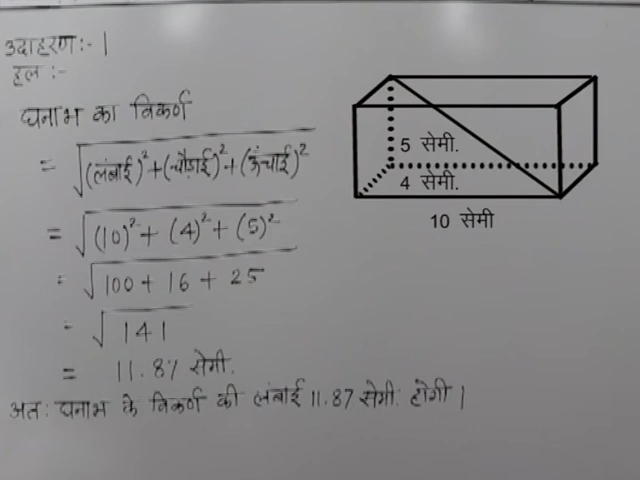 उदाहरण :- 1
हल :-
घनाभ का विकर्ण
= √(लंबाई)² + (चौड़ाई)² + (ऊंचाई)²
= √(10)² + (4)² + (5)²
= √100 + 16 + 25
= √141
= 11.87 सेमी.
अतः घनाभ के विकर्ण की लंबाई 11.87 सेमी. होगी।
5 सेमी.
4 सेमी.
10 सेमी